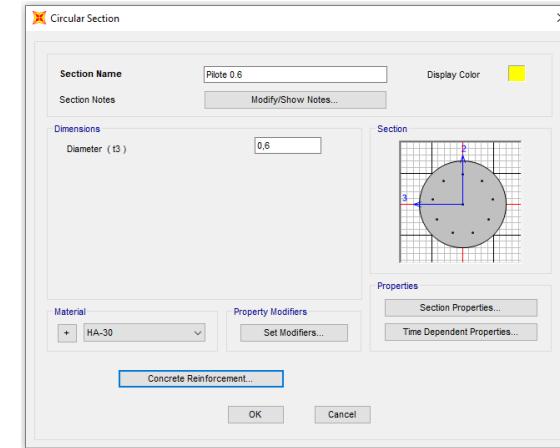 Circular Section
Section Name
Pilote 0.6
Display Color
Section Notes
Modify/Show Notes...
Dimensions
Diameter ( t3 )
0,6
Section
2
3
Properties
Section Properties...
Time Dependent Properties...
Material
+
HA-30
Property Modifiers
Set Modifiers...
Concrete Reinforcement...
OK
Cancel